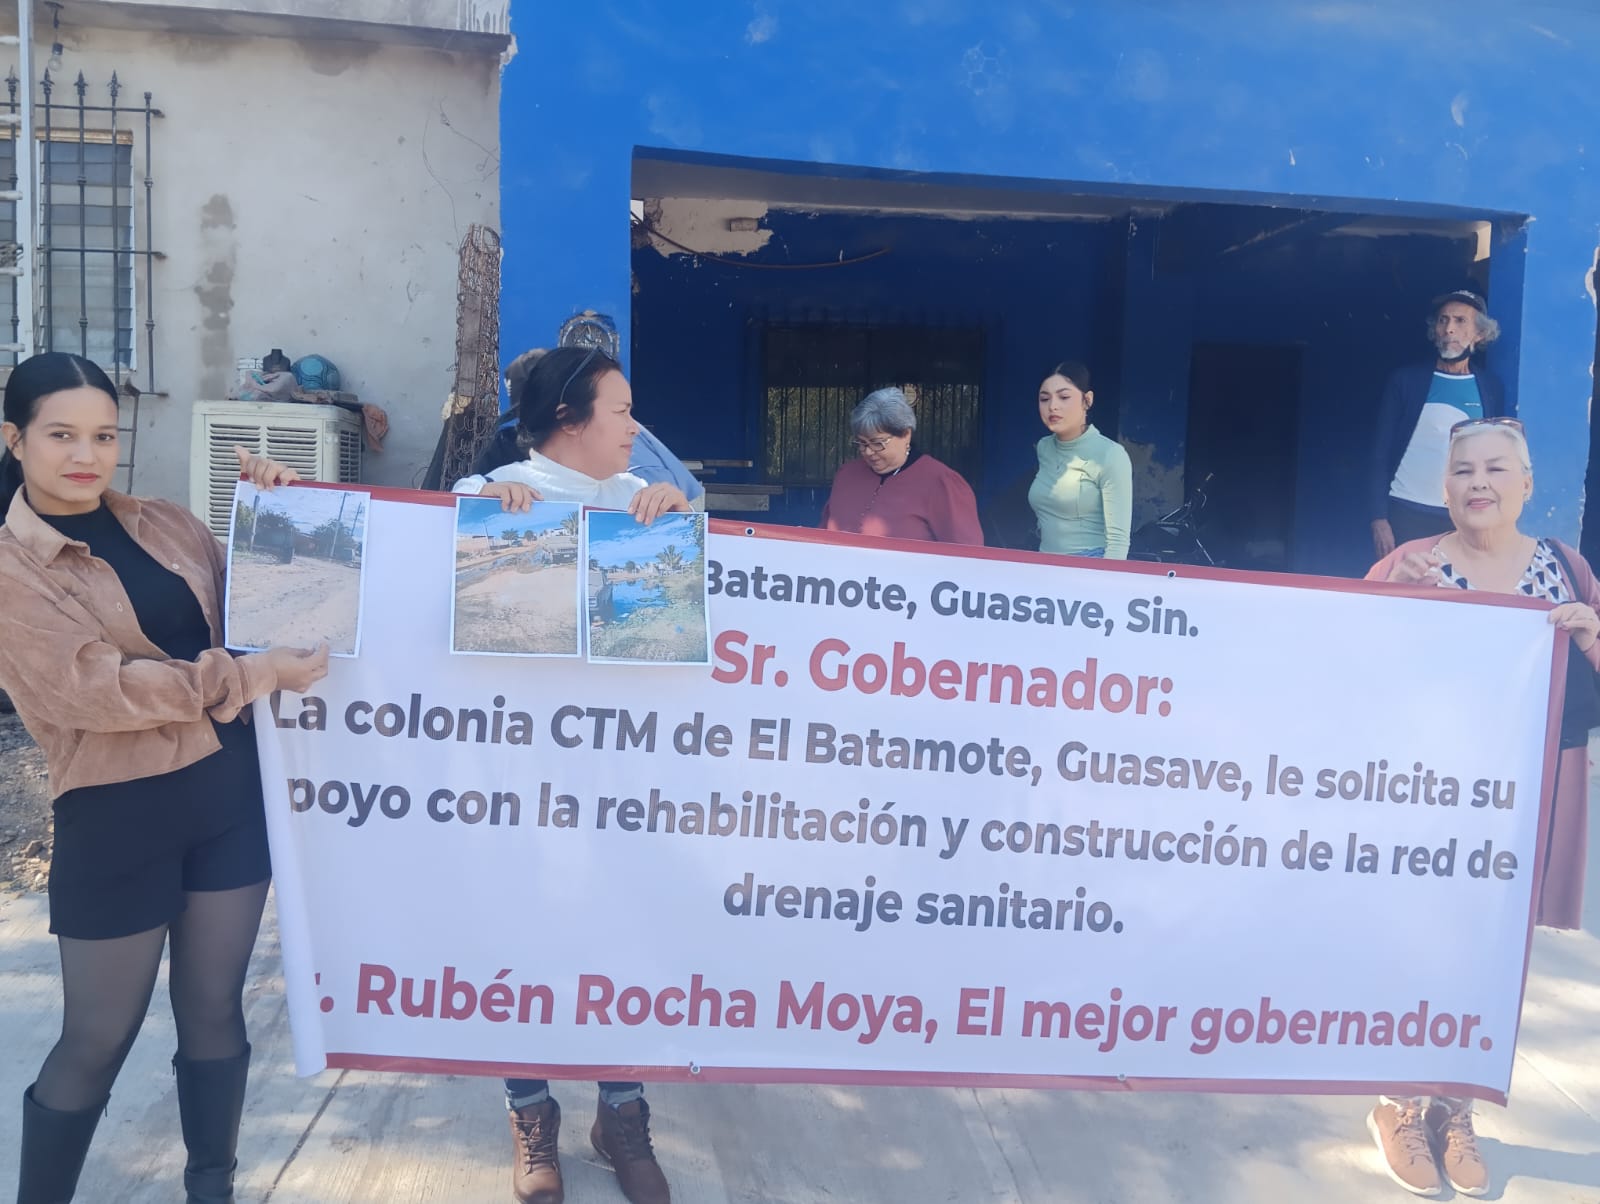 Batamote, Guasave, Sin.
Sr. Gobernador:
La colonia CTM de El Batamote, Guasave, le solicita su
poyo con la rehabilitación y construcción de la red de
drenaje sanitario.
r. Rubén Rocha Moya, El mejor gobernador.